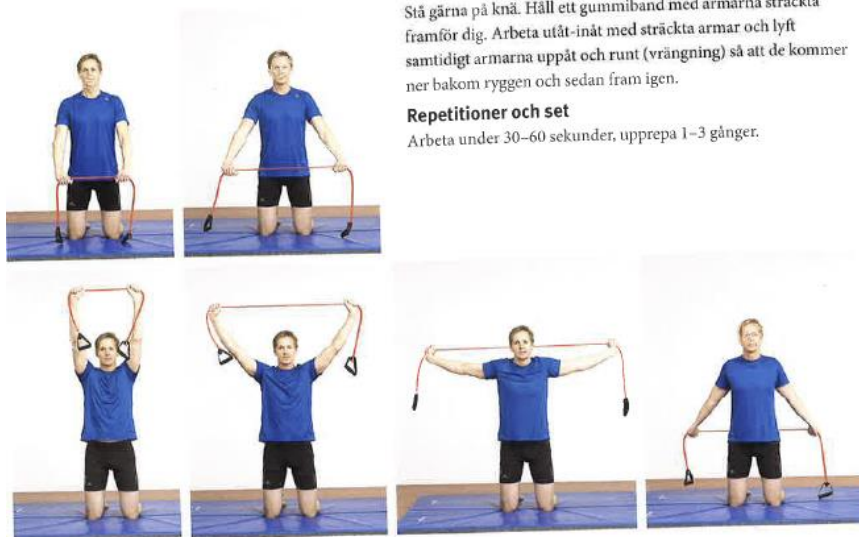 Stå gärna på knä. Håll ett gummiband med armarna sträckta
framför dig. Arbeta utåt-inåt med sträckta armar och lyft
samtidigt armarna uppåt och runt (vrängning) så att de kommer
ner bakom ryggen och sedan fram igen.
Repetitioner och set
Arbeta under 30–60 sekunder, upprepa 1–3 gånger.